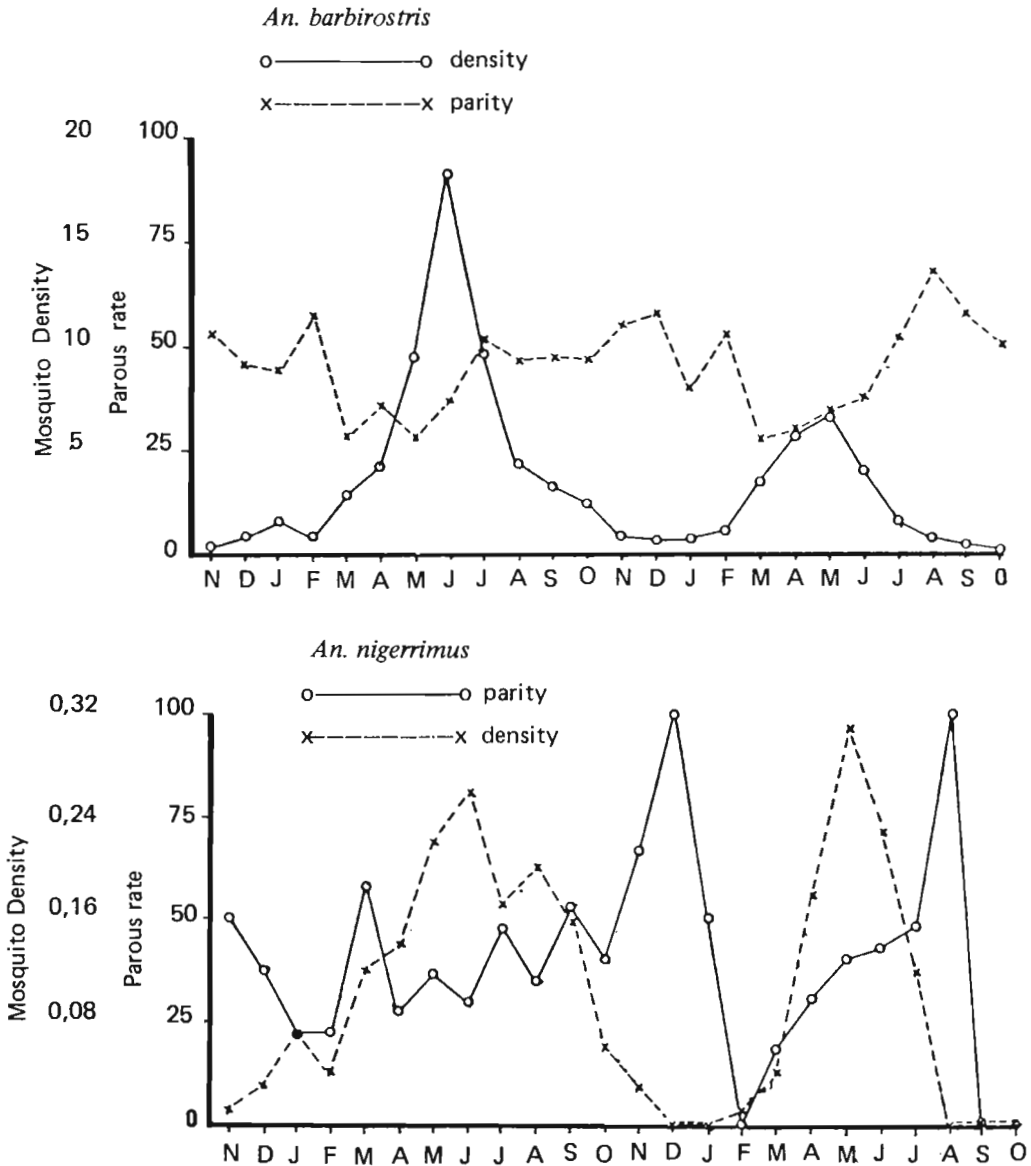 An. barbirostris
density
parity
20 100
15 75
10 50
5 25
0
Mosquito Density
Parous rate
N D J F M A M J J A S O N D J F M A M J J A S O
An. nigerrimus
parity
density
0,32 100
0,24 75
0,16 50
0,08 25
0
Mosquito Density
Parous rate
N D J F M A M J J A S O N D J F M A M J J A S O